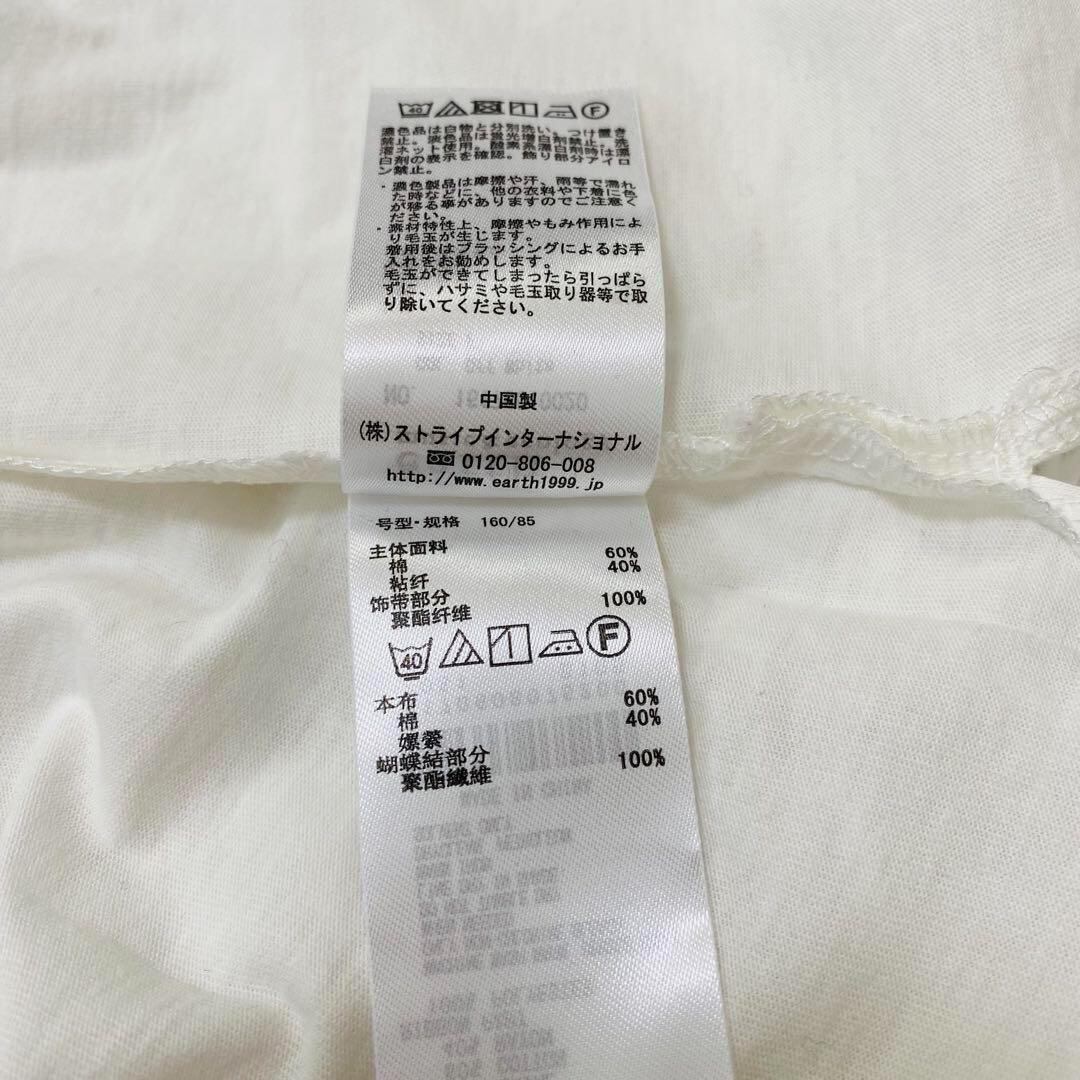 40 F
濃色品は白物と分別洗い。つけ置き
禁止。淡色品は蛍光増白剤禁止。洗
濯ネット使用。酸素系漂白剤時は漂
白剤の表示を確認。飾り部分アイロ
ン禁止。
・濃色製品は摩擦や汗、雨等で濡れ
た時などに、他の衣料や下着に色
が移る事がありますのでご注意く
ださい。
・素材特性上、摩擦やもみ作用によ
り毛玉が生じます。
着用後はブラッシングによるお手
入れをお勧めします。
毛玉ができてしまったら引っぱら
ずに、ハサミや毛玉取り器等で取
り除いてください。
中国製
(株)ストライプインターナショナル
0120-806-008
http://www.earth1999.jp
号型・规格 160/85
主体面料
棉 60%
粘纤 40%
饰带部分
聚酯纤维 100%
40 F
本布
棉 60%
嫘縈 40%
蝴蝶結部分
聚酯纖維 100%